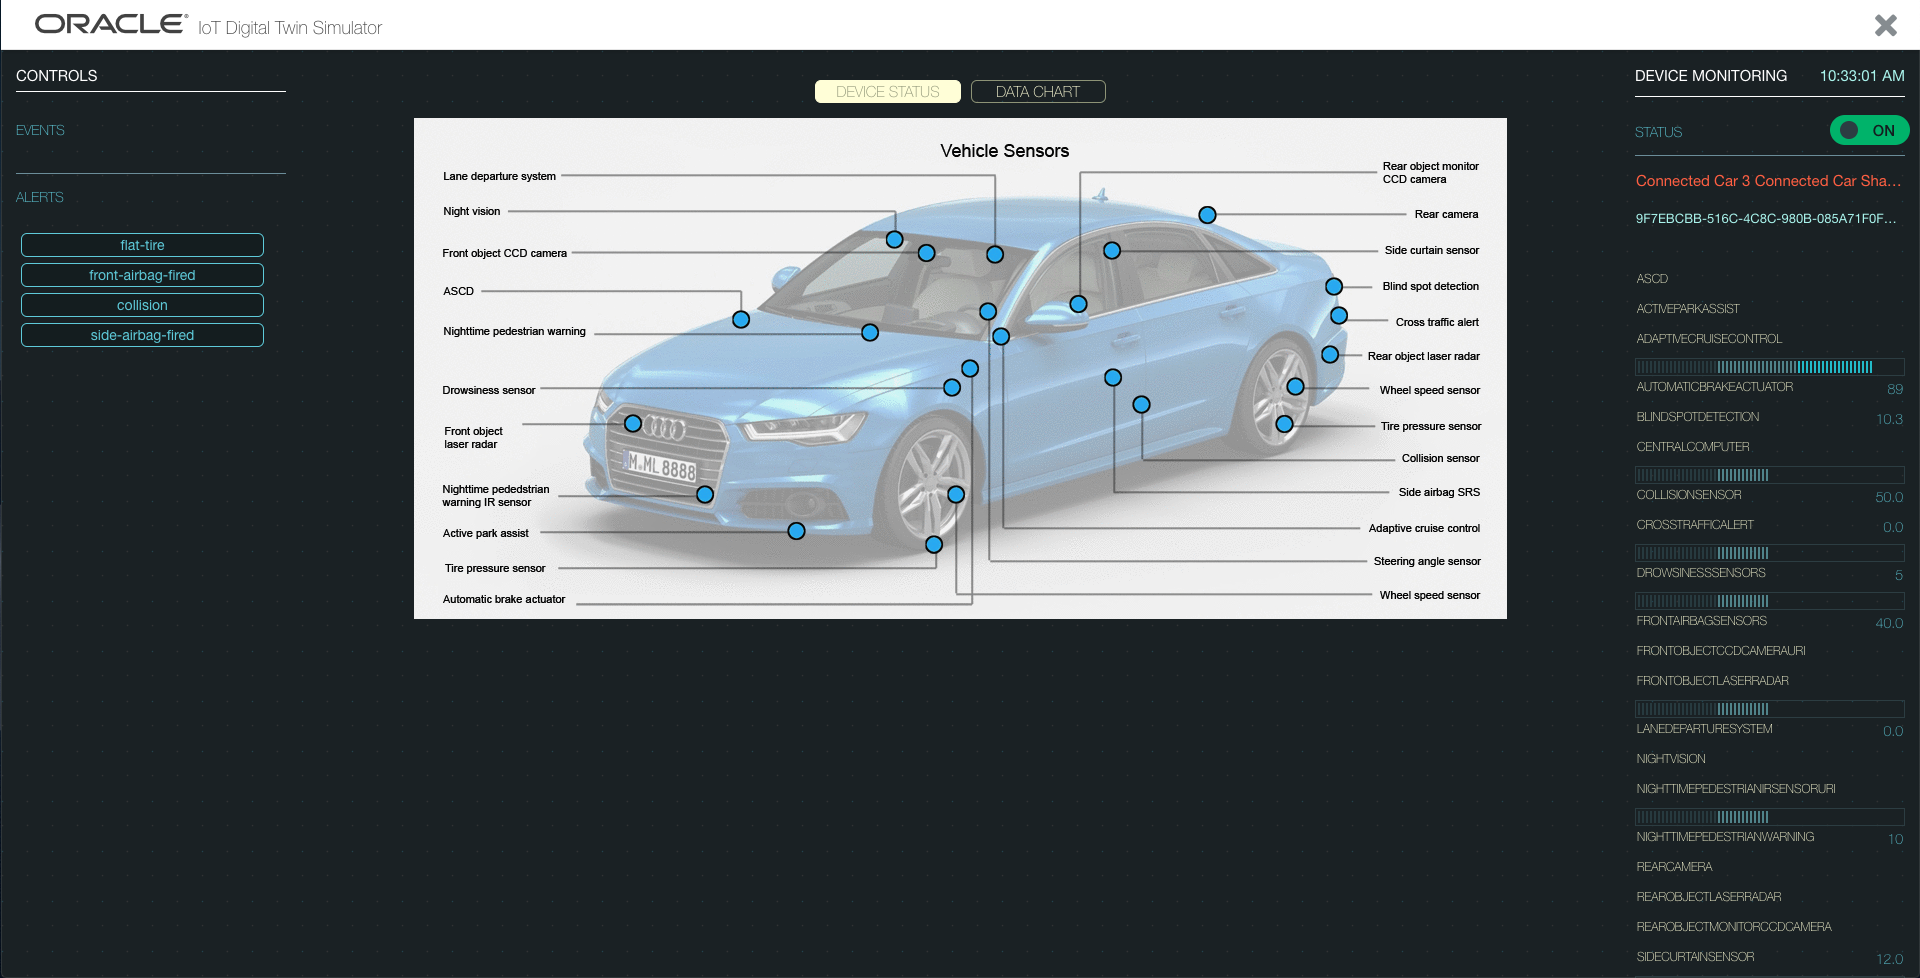 ORACLE® IoT Digital Twin Simulator
CONTROLS
EVENTS
ALERTS
flat-tire
front-airbag-fired
collision
side-airbag-fired
DEVICE STATUS
DATA CHART
Vehicle Sensors
Lane departure system
Night vision
Front object CCD camera
ASCD
Nighttime pedestrian warning
Drowsiness sensor
Front object
laser radar
Nighttime pededstrian
warning IR sensor
Active park assist
Tire pressure sensor
Automatic brake actuator
M ML 8888
Rear object monitor
CCD camera
Rear camera
Side curtain sensor
Blind spot detection
Cross traffic alert
Rear object laser radar
Wheel speed sensor
Tire pressure sensor
Collision sensor
Side airbag SRS
Adaptive cruise control
Steering angle sensor
Wheel speed sensor
DEVICE MONITORING 10:33:01 AM
STATUS ON
Connected Car 3 Connected Car Sha...
9F7EBCBB-516C-4C8C-980B-085A71F0F...
ASCD
ACTIVEPARKASSIST
ADAPTIVECRUISECONTROL
AUTOMATICBRAKEACTUATOR 89
BLINDSPOTDETECTION 10.3
CENTRALCOMPUTER
COLLISIONSENSOR 50.0
CROSSTRAFFICALERT 0.0
DROWSINESSSENSORS 5
FRONTAIRBAGSENSORS 40.0
FRONTOBJECTCCDCAMERAURI
FRONTOBJECTLASERRADAR
LANEDEPARTURESYSTEM 0.0
NIGHTVISION
NIGHTTIMEPEDESTRIANIRSENSORURI
NIGHTTIMEPEDESTRIANWARNING 10
REARCAMERA
REAROBJECTLASERRADAR
REAROBJECTMONITORCCDCAMERA
SIDECURTAINSENSOR 12.0